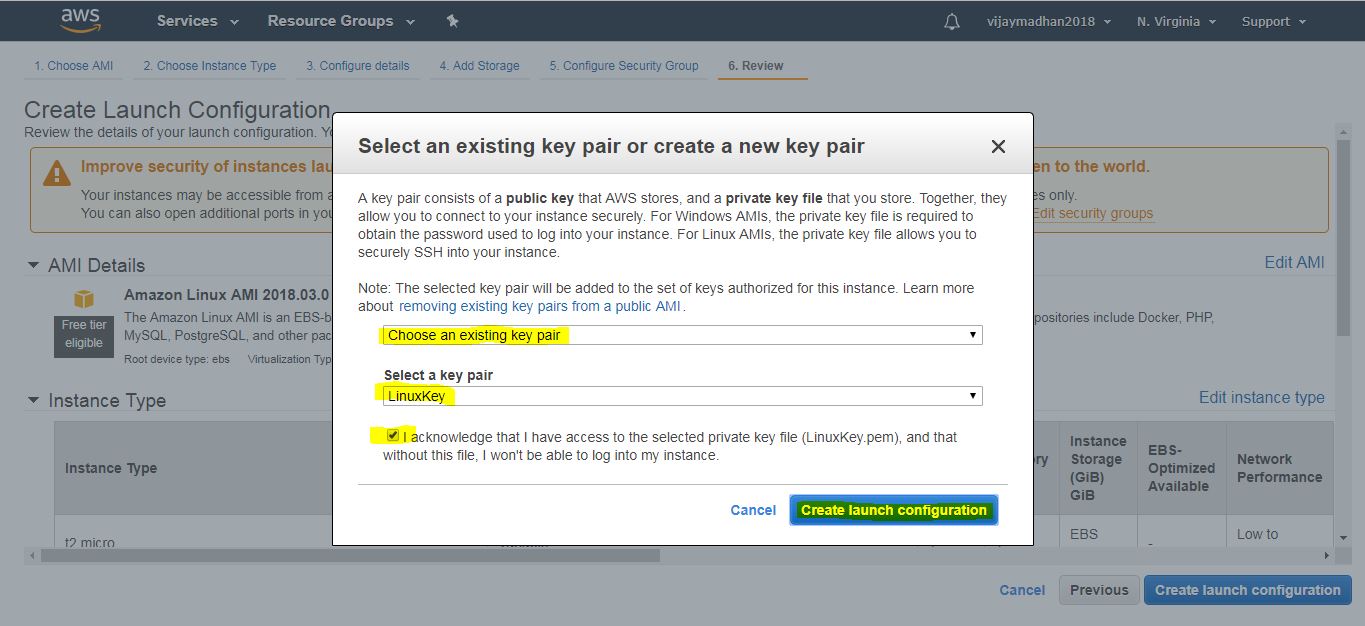 aws Services Resource Groups vijaymadhan2018 N. Virginia Support
1. Choose AMI 2. Choose Instance Type 3. Configure details 4. Add Storage 5. Configure Security Group 6. Review
Create Launch Configuration
Review the details of your launch configuration.
Improve security of instances
en to the world.
Your instances may be accessible from
es only.
You can also open additional ports in
Edit security groups
AMI Details
Edit AMI
Amazon Linux AMI 2018.03.0
Free tier
eligible
The Amazon Linux AMI is an
positories include Docker, PHP,
MySQL, PostgreSQL, and other
Root device type: ebs Virtualization
Instance Type
Edit instance type
Instance Type
ry
Instance
Storage
(GiB)
GiB
EBS-
Optimized
Available
Network
Performance
t2.micro
EBS
-
Low to
Select an existing key pair or create a new key pair
A key pair consists of a public key that AWS stores, and a private key file that you store. Together, they
allow you to connect to your instance securely. For Windows AMIs, the private key file is required to
obtain the password used to log into your instance. For Linux AMIs, the private key file allows you to
securely SSH into your instance.
Note: The selected key pair will be added to the set of keys authorized for this instance. Learn more
about removing existing key pairs from a public AMI.
Choose an existing key pair
Select a key pair
LinuxKey
I acknowledge that I have access to the selected private key file (LinuxKey.pem), and that
without this file, I won't be able to log into my instance.
Cancel Create launch configuration
Cancel Previous Create launch configuration